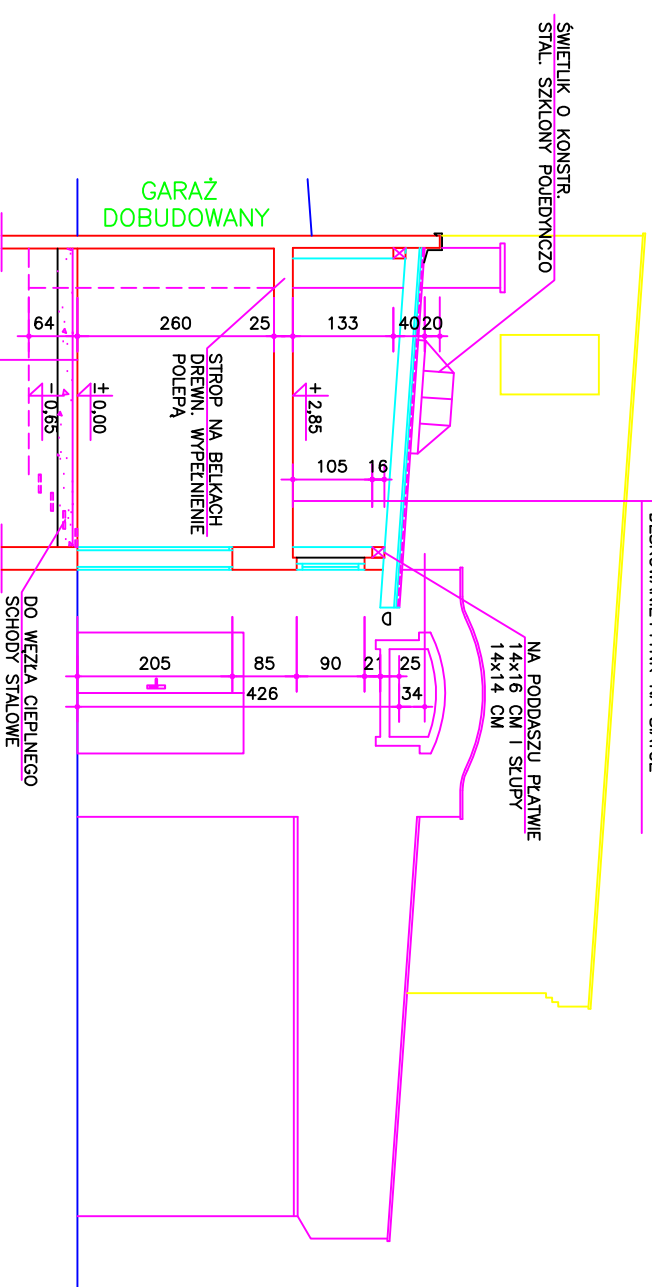 ŚWIETLIK O KONSTR.
STAL. SZKLONY POJEDYNCZO
GARAŻ
DOBUDOWANY
64
260
25
133
40
20
STROP NA BELKACH
DREWN. WYPEŁNIENIE
POLEPĄ
± 0,00
- 0,65
+ 2,85
105
16
NA PODDASZU PŁATWIE
14x16 CM I SŁUPY
14x14 CM
DO WĘZŁA CIEPLNEGO
SCHODY STALOWE
205
85
90
21
25
426
34